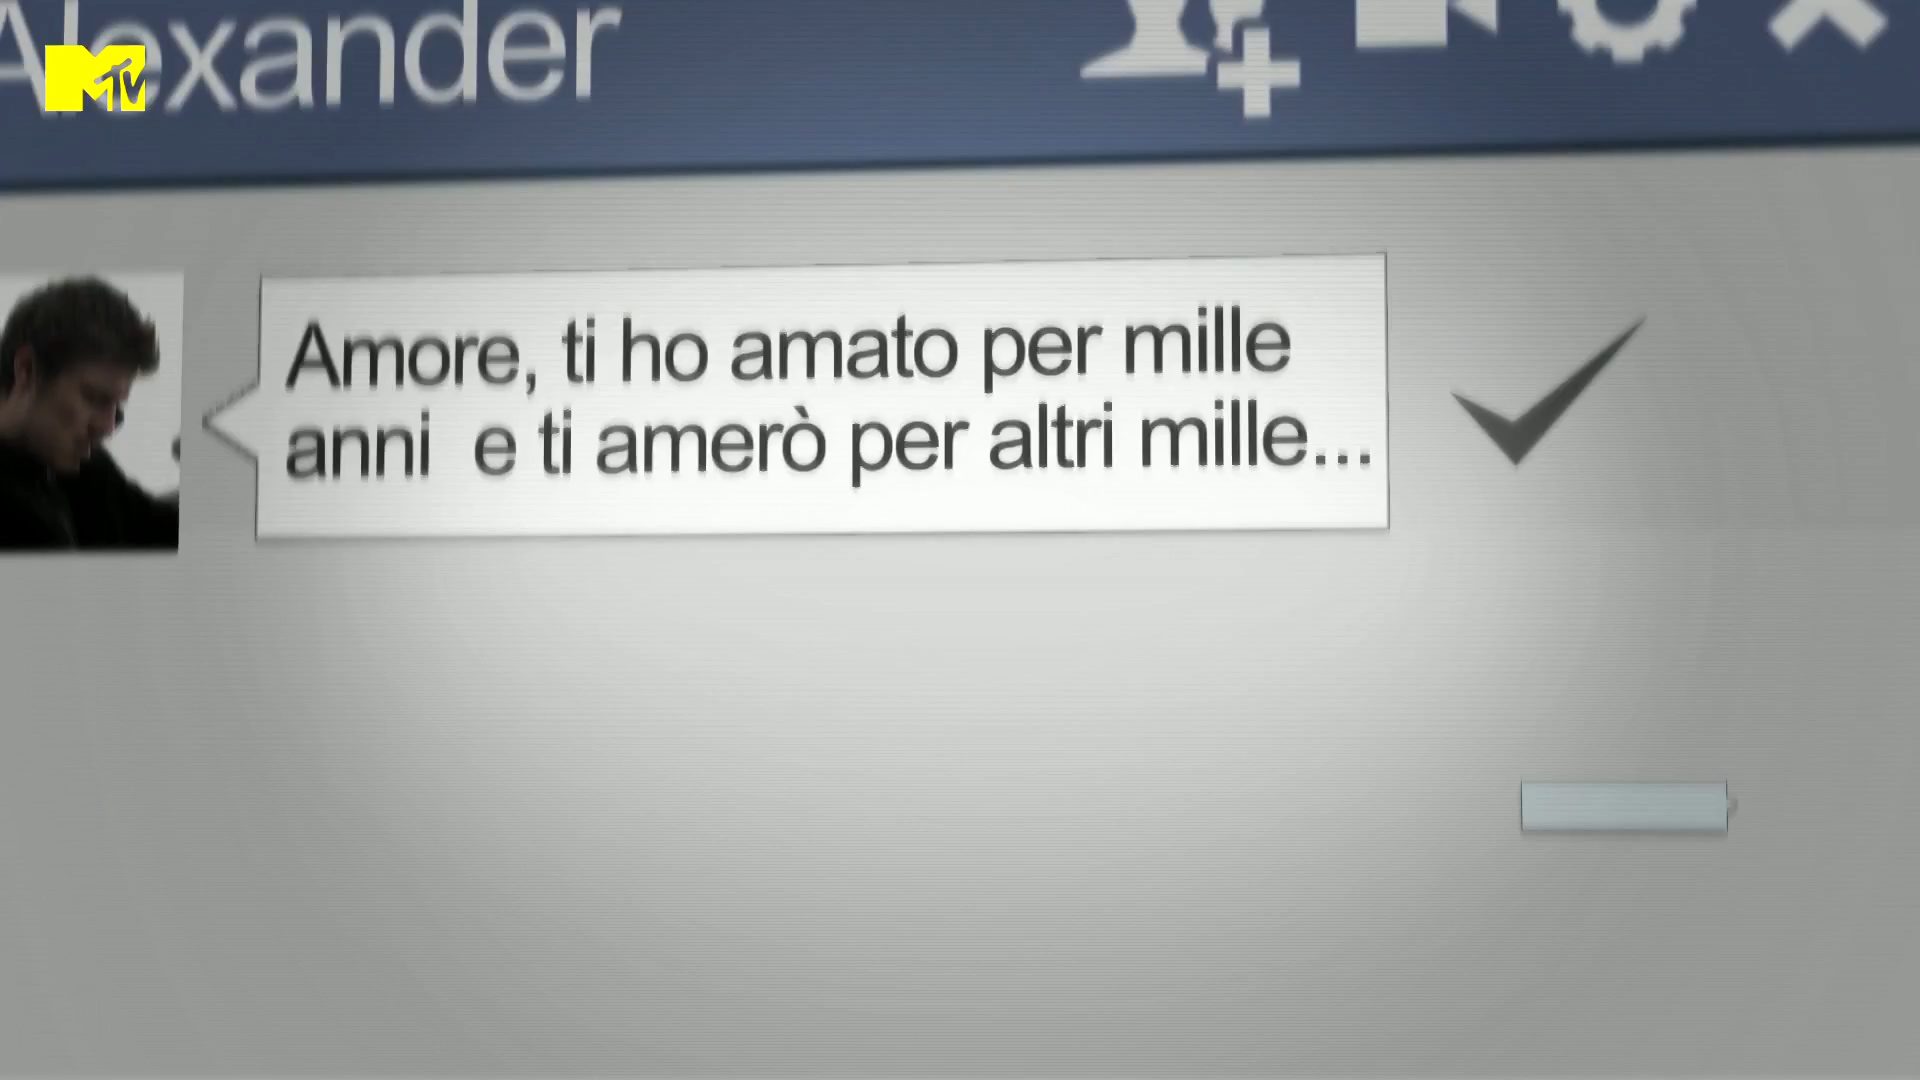 Alexander
MTV
Amore, ti ho amato per mille
anni e ti amerò per altri mille...